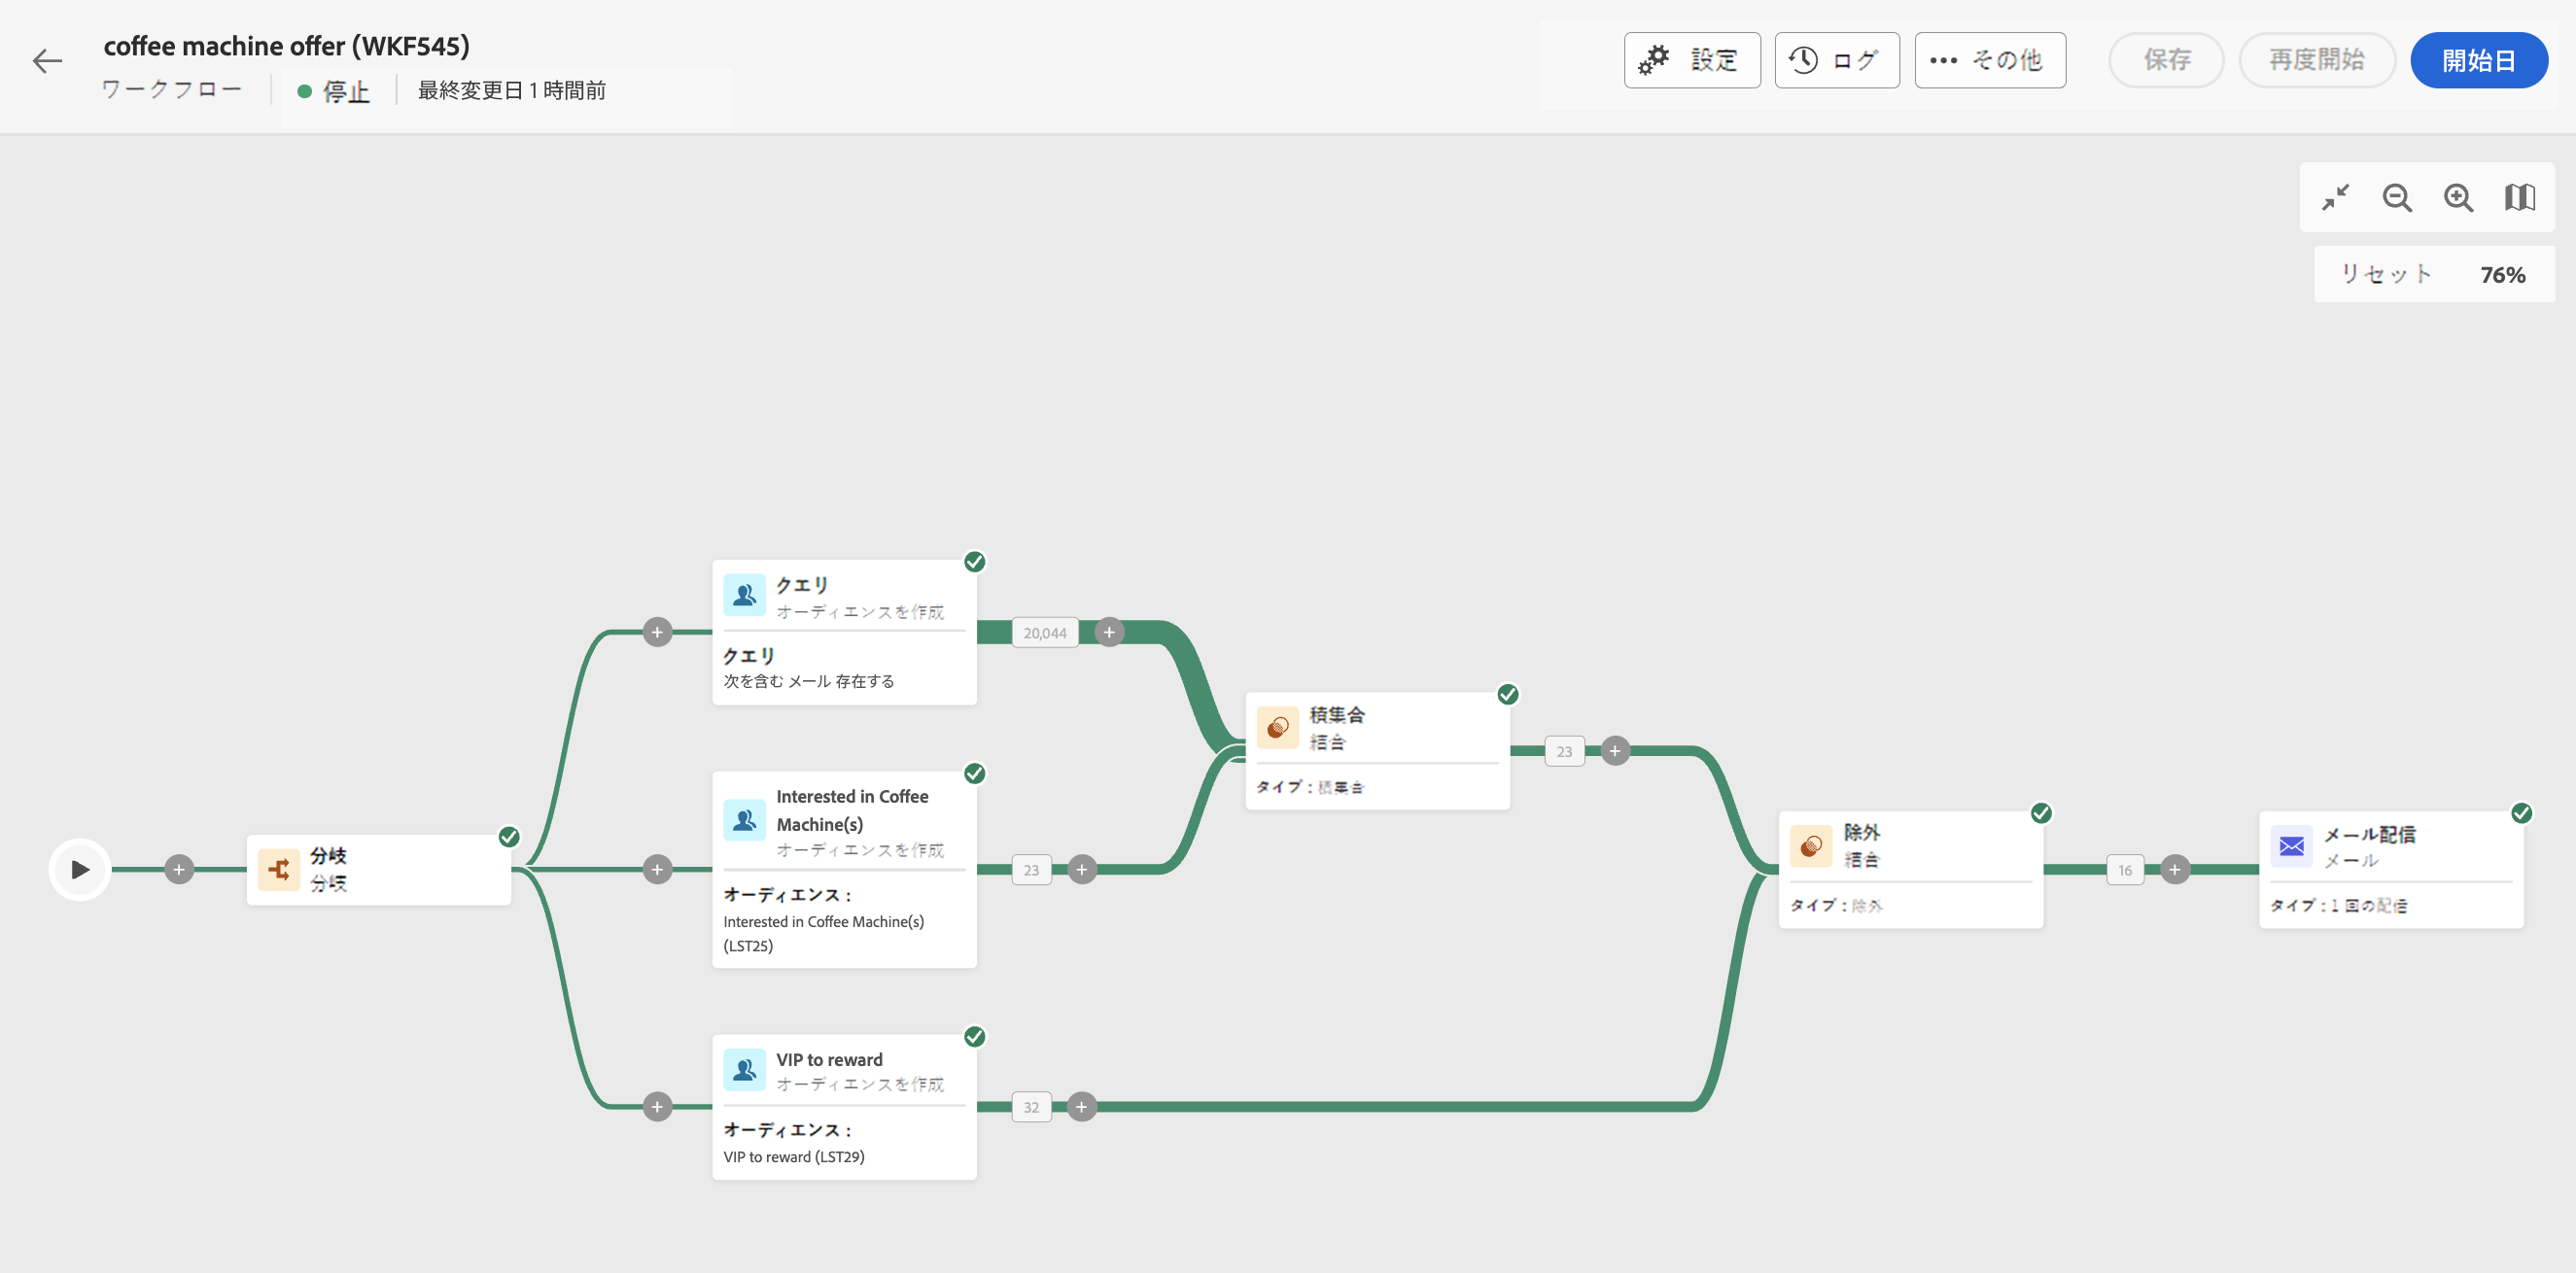 coffee machine offer (WKF545)
ワークフロー
停止
最終変更日 1 時間前
設定
ログ
その他
保存
再度開始
開始日
リセット 76%
分岐
分岐
クエリ
オーディエンスを作成
クエリ
次を含む メール 存在する
20,044
Interested in Coffee
Machine(s)
オーディエンスを作成
オーディエンス：
Interested in Coffee Machine(s)
(LST25)
23
VIP to reward
オーディエンスを作成
オーディエンス：
VIP to reward (LST29)
32
積集合
結合
タイプ：積集合
23
除外
結合
タイプ：除外
16
メール配信
メール
タイプ：1 回の配信